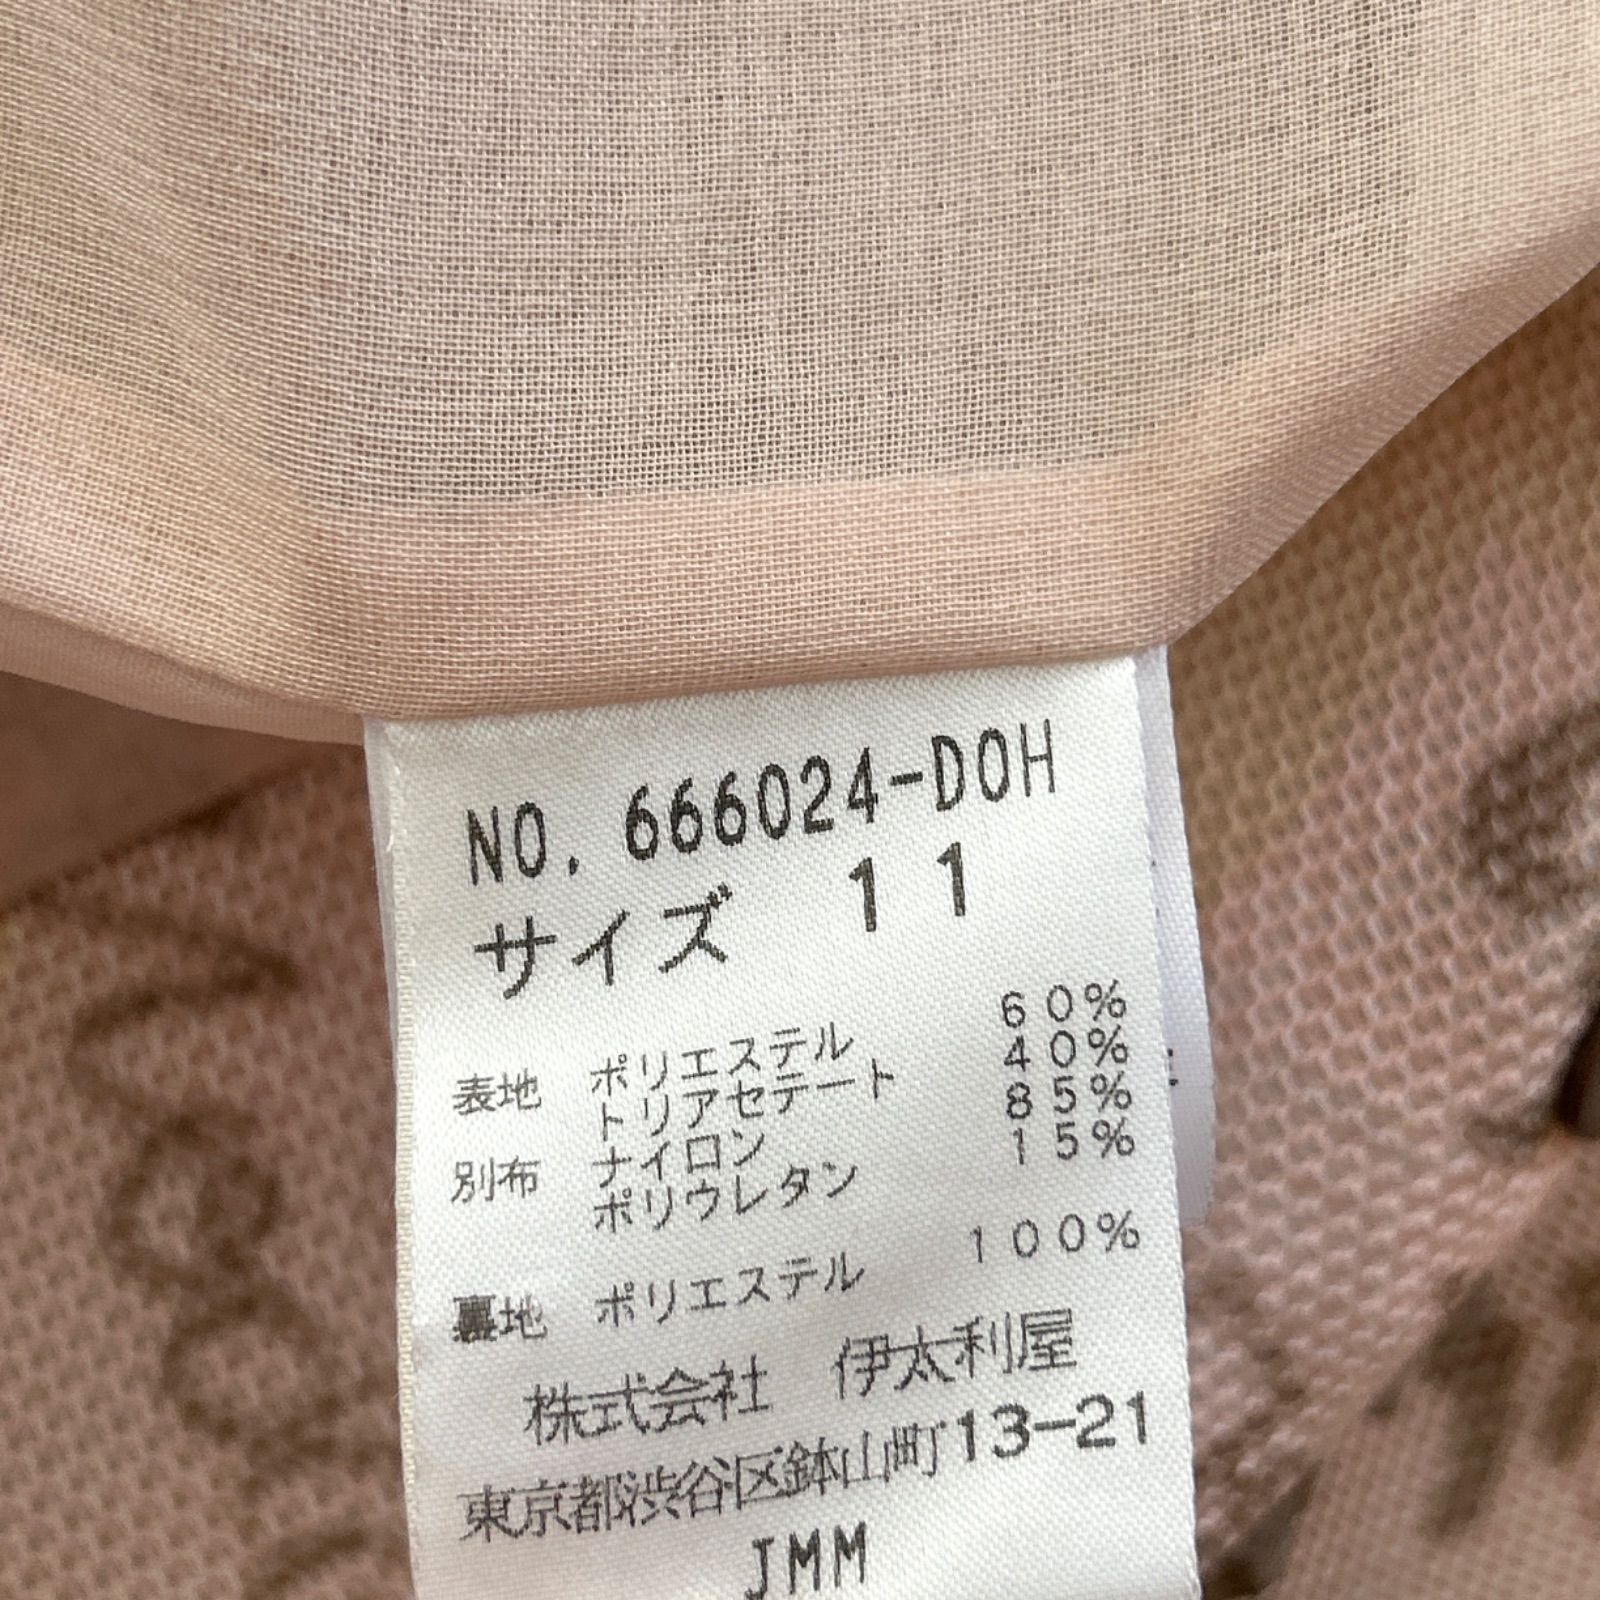 NO. 666024-DOH
サイズ 11
表地 ポリエステル 60%
トリアセテート 40%
別布 ナイロン 85%
ポリウレタン 15%
裏地 ポリエステル 100%
株式会社 伊太利屋
東京都渋谷区鉢山町13-21
JMM